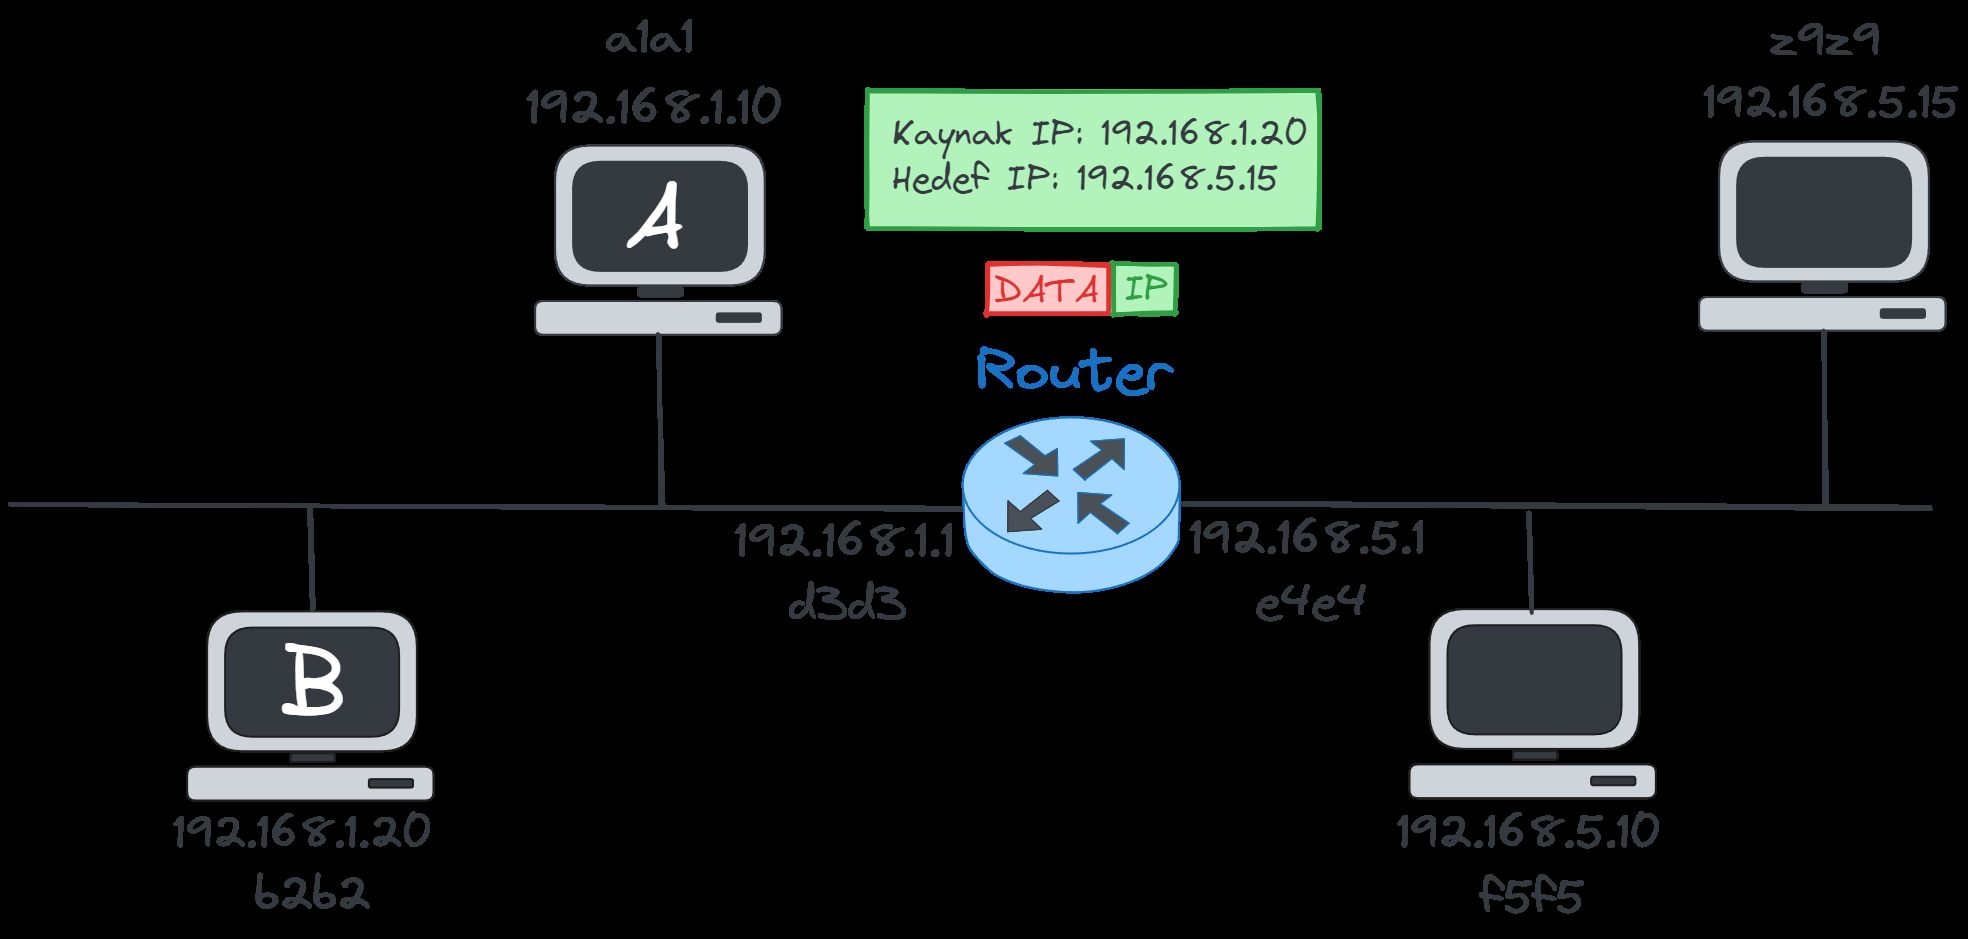 a1a1
192.168.1.10
A
Kaynak IP: 192.168.1.20
Hedef IP: 192.168.5.15
DATA IP
Router
z9z9
192.168.5.15
192.168.1.1
d3d3
192.168.5.1
e4e4
B
192.168.1.20
b2b2
192.168.5.10
f5f5